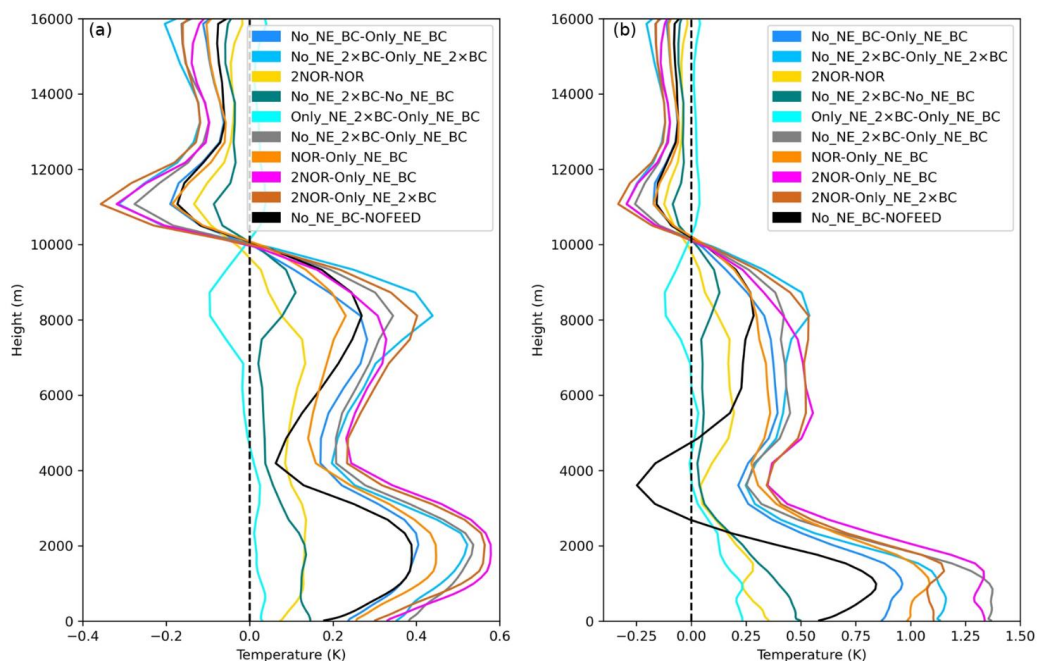 16000
14000
12000
10000
8000
6000
4000
2000
0
Height (m)
(a)
No_NE_BC-Only_NE_BC
No_NE_2×BC-Only_NE_2×BC
2NOR-NOR
No_NE_2×BC-No_NE_BC
Only_NE_2×BC-Only_NE_BC
No_NE_2×BC-Only_NE_BC
NOR-Only_NE_BC
2NOR-Only_NE_BC
2NOR-Only_NE_2×BC
No_NE_BC-NOFEED
−0.4 −0.2 0.0 0.2 0.4 0.6
Temperature (K)
16000
14000
12000
10000
8000
6000
4000
2000
0
Height (m)
(b)
No_NE_BC-Only_NE_BC
No_NE_2×BC-Only_NE_2×BC
2NOR-NOR
No_NE_2×BC-No_NE_BC
Only_NE_2×BC-Only_NE_BC
No_NE_2×BC-Only_NE_BC
NOR-Only_NE_BC
2NOR-Only_NE_BC
2NOR-Only_NE_2×BC
No_NE_BC-NOFEED
−0.25 0.00 0.25 0.50 0.75 1.00 1.25 1.50
Temperature (K)